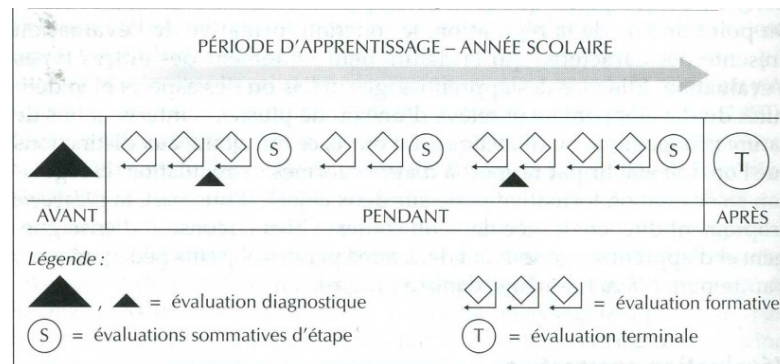 PÉRIODE D'APPRENTISSAGE – ANNÉE SCOLAIRE
S S S T
AVANT PENDANT APRÈS
Légende :
, = évaluation diagnostique = évaluation formative
S = évaluations sommatives d'étape T = évaluation terminale